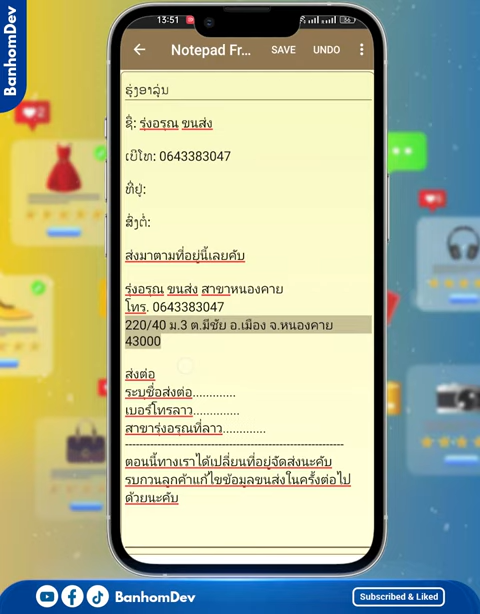 BanhomDev
13:51
Notepad Fr...
SAVE
UNDO
ຮຸ່ງອາລຸ່ນ
ຊື່: รุ่งอรุณ ขนส่ง
ເບີໂທ: 0643383047
ທີ່ຢູ່:
ສົ່ງຕໍ່:
ส่งมาตามที่อยู่นี้เลยคับ
รุ่งอรุณ ขนส่ง สาขาหนองคาย
โทร. 0643383047
220/40 ม.3 ต.มีชัย อ.เมือง จ.หนองคาย
43000
ส่งต่อ
ระบุชื่อส่งต่อ............
เบอร์โทรลาว.............
สาขารุ่งอรุณที่ลาว............
------------------------------------------------------------
ตอนนี้ทางเราได้เปลี่ยนที่อยู่จัดส่งนะคับ
รบกวนลูกค้าแก้ไขข้อมูลขนส่งในครั้งต่อไป
ด้วยนะคับ
BanhomDev
Subscribed & Liked